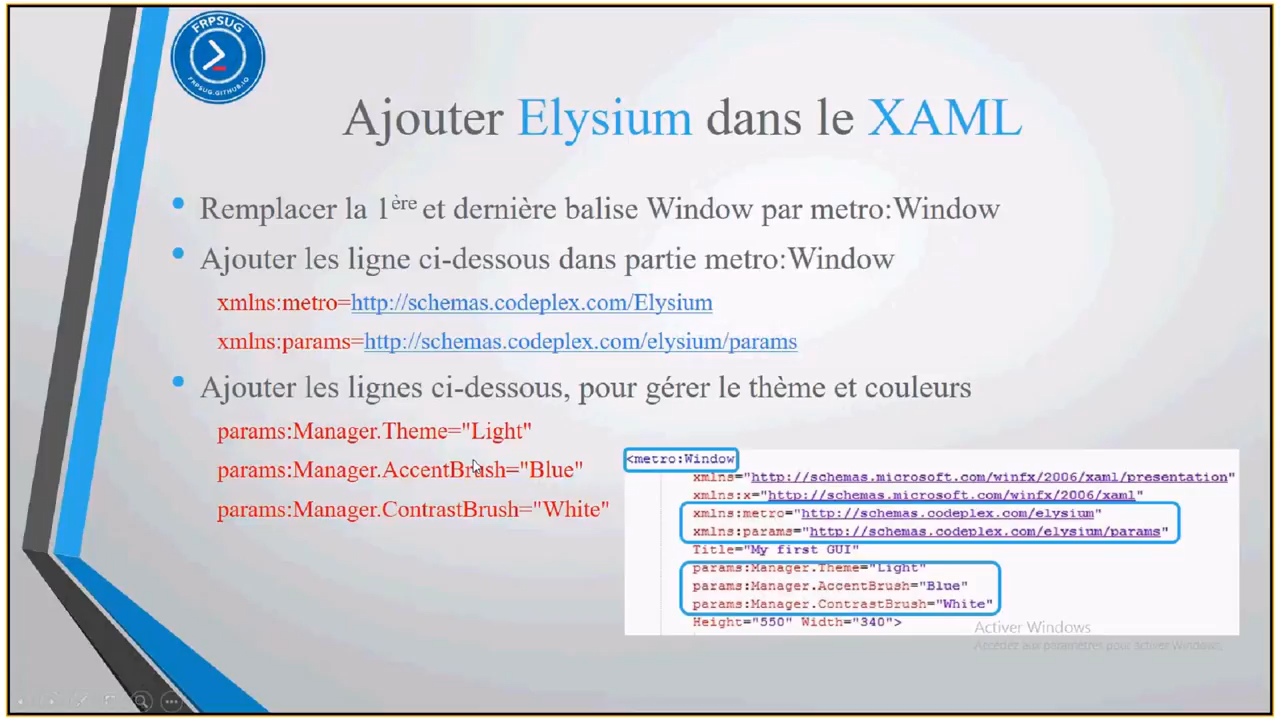 FRPSUG
FRPSUG.GITHUB.IO
Ajouter Elysium dans le XAML
• Remplacer la 1ère et dernière balise Window par metro:Window
• Ajouter les ligne ci-dessous dans partie metro:Window
xmlns:metro=http://schemas.codeplex.com/Elysium
xmlns:params=http://schemas.codeplex.com/elysium/params
• Ajouter les lignes ci-dessous, pour gérer le thème et couleurs
params:Manager.Theme="Light"
params:Manager.AccentBrush="Blue"
params:Manager.ContrastBrush="White"
<metro:Window
xmlns="http://schemas.microsoft.com/winfx/2006/xaml/presentation"
xmlns:x="http://schemas.microsoft.com/winfx/2006/xaml"
xmlns:metro="http://schemas.codeplex.com/elysium"
xmlns:params="http://schemas.codeplex.com/elysium/params"
Title="My first GUI"
params:Manager.Theme="Light"
params:Manager.AccentBrush="Blue"
params:Manager.ContrastBrush="White"
Height="550" Width="340">
Activer Windows
Accédez aux paramètres pour activer Windows.